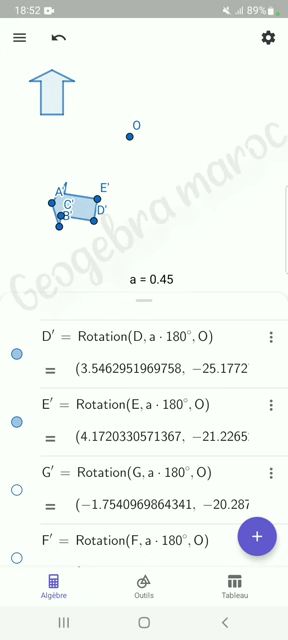 18:52 89%
O
A' E'
C'
B' D'
Geogebra maroc
a = 0.45
D′ = Rotation(D, a · 180°, O)
= (3.5462951969758, −25.1772
E′ = Rotation(E, a · 180°, O)
= (4.1720330571367, −21.2265
G′ = Rotation(G, a · 180°, O)
= (−1.7540969864341, −20.287
F′ = Rotation(F, a · 180°, O)
+
Algèbre Outils Tableau